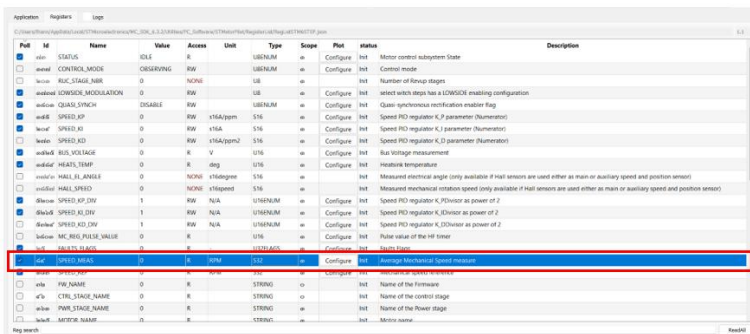 Application Registers Logs
5.3
Poll Id Name Value Access Unit Type Scope Plot status Description
STATUS IDLE R U8ENUM Configure Init Motor control subsystem State
CONTROL_MODE OBSERVING RW U8ENUM Configure Init Control mode
RUC_STAGE_NBR 0 NONE U8 Init Number of Revup stages
LOWSIDE_MODULATION 0 RW U8 Configure Init select witch steps has a LOWSIDE enabling configuration
QUASI_SYNCH DISABLE RW U8ENUM Configure Init Quasi-synchronous rectification enabler flag
SPEED_KP 0 RW s16A/rpm S16 Configure Init Speed PID regulator K_P parameter (Numerator)
SPEED_KI 0 RW s16A S16 Configure Init Speed PID regulator K_I parameter (Numerator)
SPEED_KD 0 RW s16A/rpm2 S16 Configure Init Speed PID regulator K_D parameter (Numerator)
BUS_VOLTAGE 0 R V U16 Configure Init Bus Voltage measurement
HEATS_TEMP 0 R deg U16 Configure Init Heatsink temperature
HALL_EL_ANGLE 0 NONE s16degree S16 Init Measured electrical angle (only available if Hall sensors are used either as main or auxiliary speed and position sensor)
HALL_SPEED 0 NONE s16speed S16 Init Measured mechanical rotation speed (only available if Hall sensors are used either as main or auxiliary speed and position sensor)
SPEED_KP_DIV 1 RW N/A U16ENUM Configure Init Speed PID regulator K_PDivisor as power of 2
SPEED_KI_DIV 1 RW N/A U16ENUM Configure Init Speed PID regulator K_IDivisor as power of 2
SPEED_KD_DIV 1 RW N/A U16ENUM Configure Init Speed PID regulator K_DDivisor as power of 2
MC_REG_PULSE_VALUE 0 R U16 Configure Init Pulse value of the HF timer
FAULTS_FLAGS 0 R - U32FLAGS Configure Init Faults Flags
SPEED_MEAS 0 R RPM S32 Configure Init Average Mechanical Speed measure
SPEED_REF 0 R RPM S32 Configure Init Mechanical speed reference
FW_NAME 0 R STRING Init Name of the Firmware
CTRL_STAGE_NAME 0 R STRING Init Name of the control stage
PWR_STAGE_NAME 0 R STRING Init Name of the Power stage
MOTOR_NAME 0 R STRING Init Motor name
Reg search ReadAll